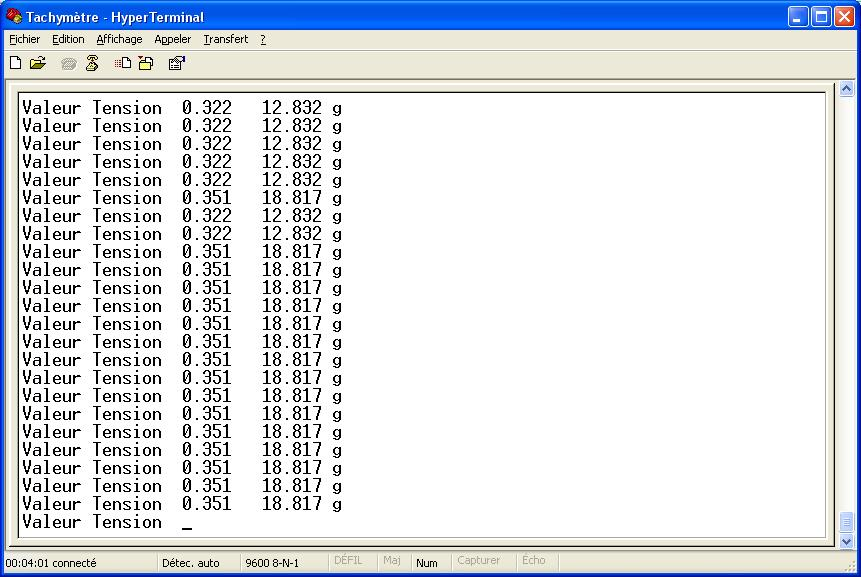 Tachymètre - HyperTerminal
Fichier Edition Affichage Appeler Transfert ?
Valeur Tension 0.322 12.832 g
Valeur Tension 0.322 12.832 g
Valeur Tension 0.322 12.832 g
Valeur Tension 0.322 12.832 g
Valeur Tension 0.322 12.832 g
Valeur Tension 0.351 18.817 g
Valeur Tension 0.322 12.832 g
Valeur Tension 0.322 12.832 g
Valeur Tension 0.351 18.817 g
Valeur Tension 0.351 18.817 g
Valeur Tension 0.351 18.817 g
Valeur Tension 0.351 18.817 g
Valeur Tension 0.351 18.817 g
Valeur Tension 0.351 18.817 g
Valeur Tension 0.351 18.817 g
Valeur Tension 0.351 18.817 g
Valeur Tension 0.351 18.817 g
Valeur Tension 0.351 18.817 g
Valeur Tension 0.351 18.817 g
Valeur Tension 0.351 18.817 g
Valeur Tension 0.351 18.817 g
Valeur Tension 0.351 18.817 g
Valeur Tension _
00:04:01 connecté Détec. auto 9600 8-N-1 DÉFIL Maj Num Capturer Écho